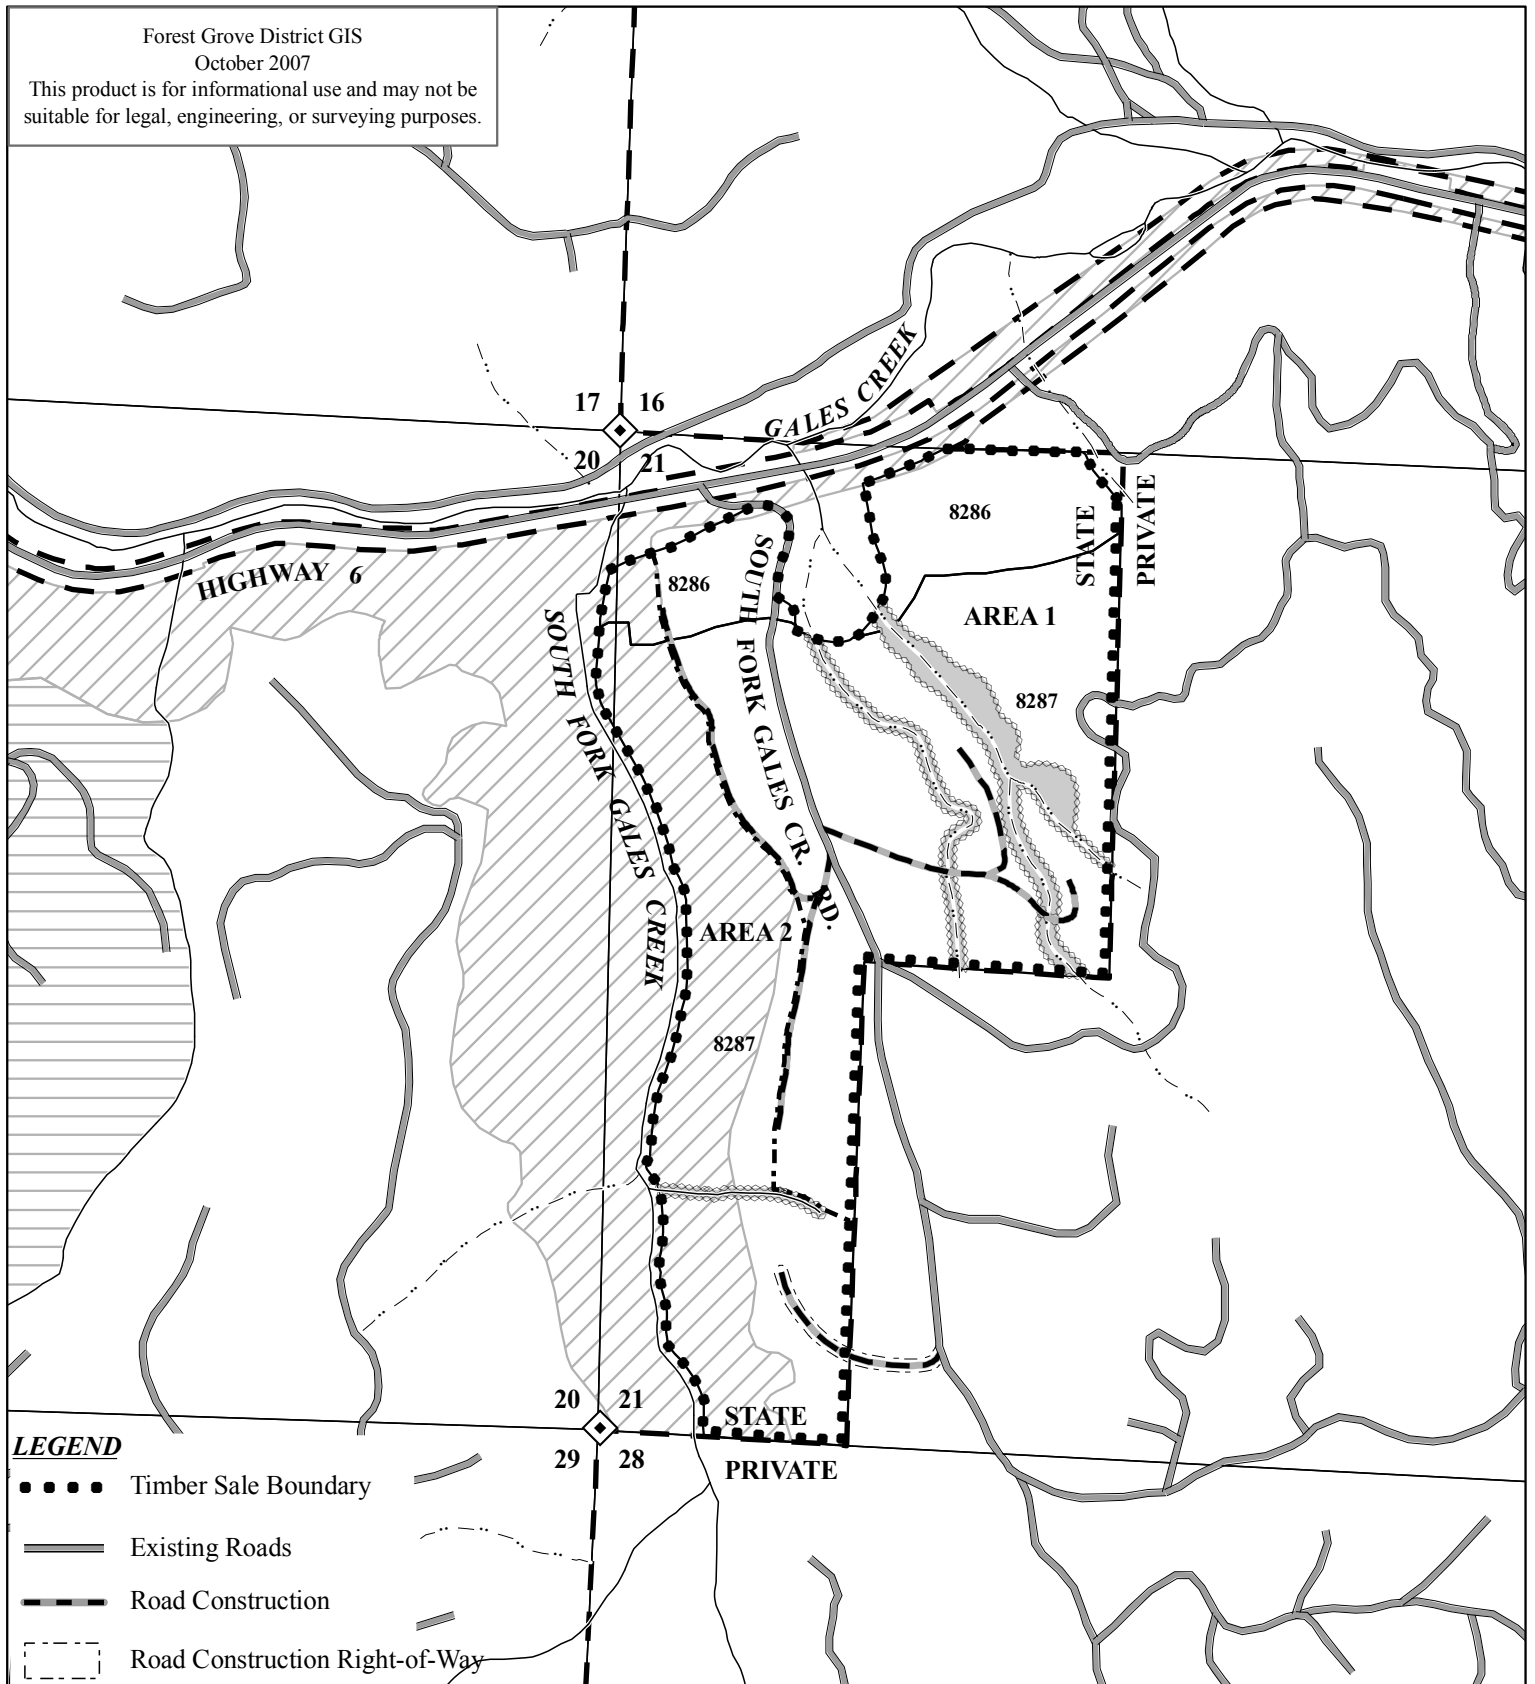 Forest Grove District GIS
October 2007
This product is for informational use and may not be
suitable for legal, engineering, or surveying purposes.
17 16
20 21
GALES CREEK
HIGHWAY 6
8286
8286
STATE
PRIVATE
AREA 1
8287
SOUTH FORK GALES CR. RD.
SOUTH FORK GALES CREEK
AREA 2
8287
20 21
29 28
STATE
PRIVATE
LEGEND
Timber Sale Boundary
Existing Roads
Road Construction
Road Construction Right-of-Way